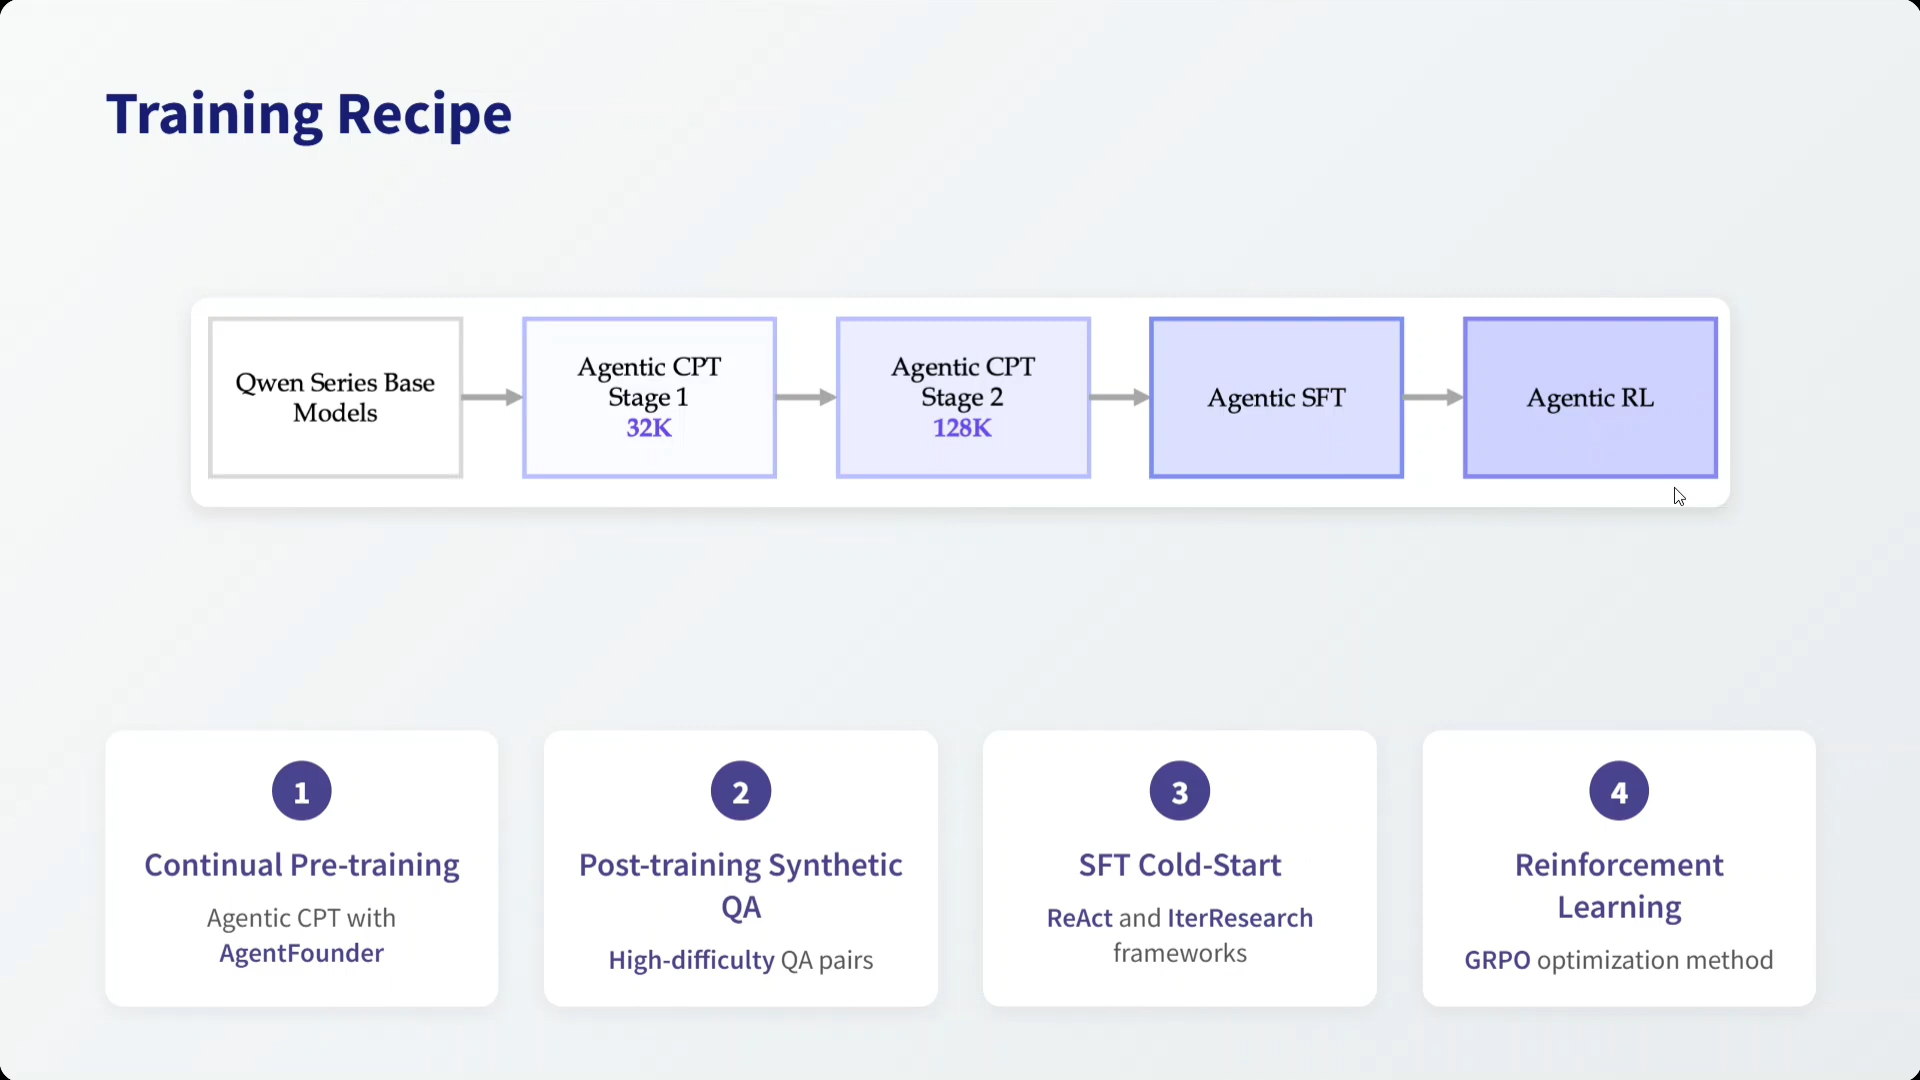 Training Recipe
Qwen Series Base
Models
Agentic CPT
Stage 1
32K
Agentic CPT
Stage 2
128K
Agentic SFT
Agentic RL
1
Continual Pre-training
Agentic CPT with
AgentFounder
2
Post-training Synthetic
QA
High-difficulty QA pairs
3
SFT Cold-Start
ReAct and IterResearch
frameworks
4
Reinforcement
Learning
GRPO optimization method